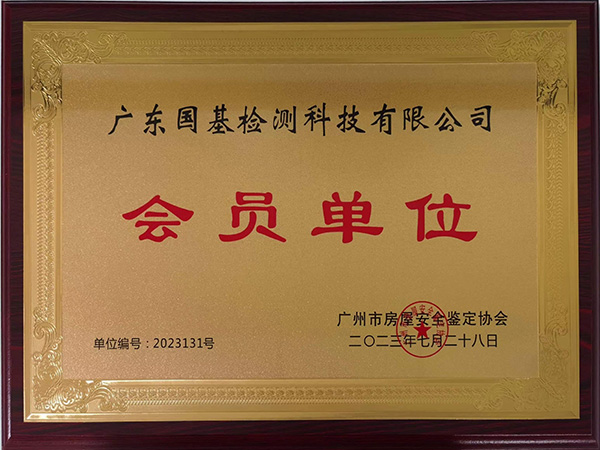 广东国基检测科技有限公司
会员单位
广州市房屋安全鉴定协会
单位编号：2023131号
二〇二三年七月二十八日